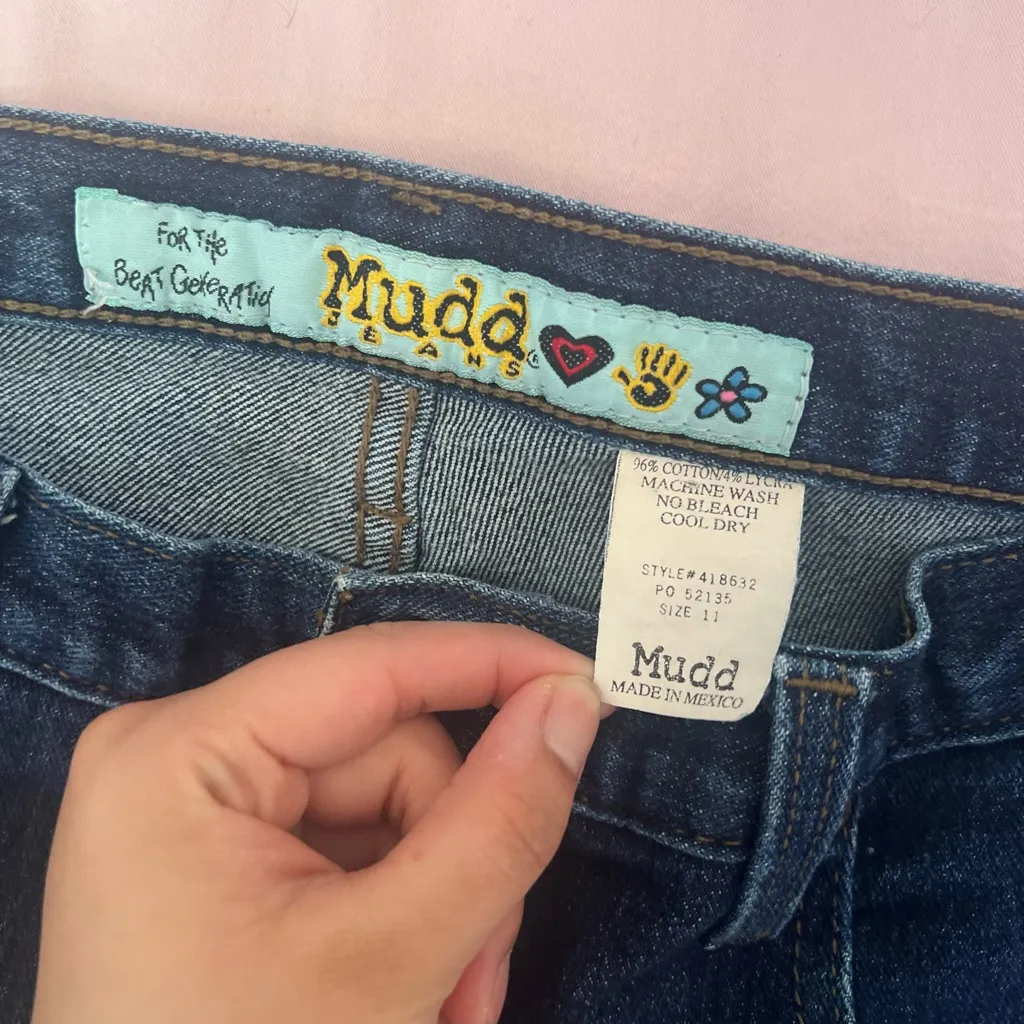 FOR THE
BEAT GENERATION
Mudd
JEANS ®
96% COTTON/4% LYCRA
MACHINE WASH
NO BLEACH
COOL DRY
STYLE# 418632
PO 52135
SIZE 11
Mudd
MADE IN MEXICO